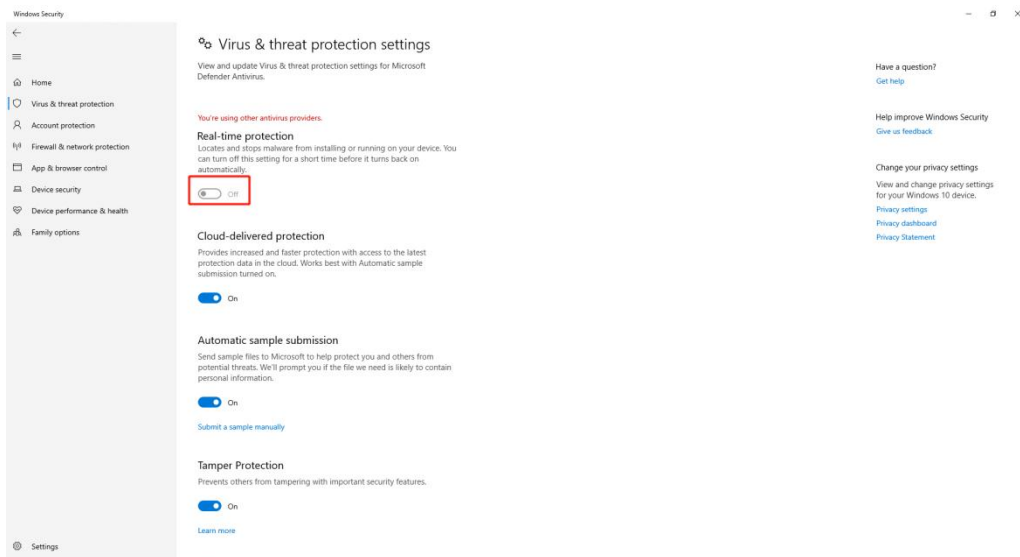 Windows Security
Home
Virus & threat protection
Account protection
Firewall & network protection
App & browser control
Device security
Device performance & health
Family options
Settings
Virus & threat protection settings
View and update Virus & threat protection settings for Microsoft
Defender Antivirus.
You're using other antivirus providers.
Real-time protection
Locates and stops malware from installing or running on your device. You
can turn off this setting for a short time before it turns back on
automatically.
Off
Cloud-delivered protection
Provides increased and faster protection with access to the latest
protection data in the cloud. Works best with Automatic sample
submission turned on.
On
Automatic sample submission
Send sample files to Microsoft to help protect you and others from
potential threats. We'll prompt you if the file we need is likely to contain
personal information.
On
Submit a sample manually
Tamper Protection
Prevents others from tampering with important security features.
On
Learn more
Have a question?
Get help
Help improve Windows Security
Give us feedback
Change your privacy settings
View and change privacy settings
for your Windows 10 device.
Privacy settings
Privacy dashboard
Privacy Statement